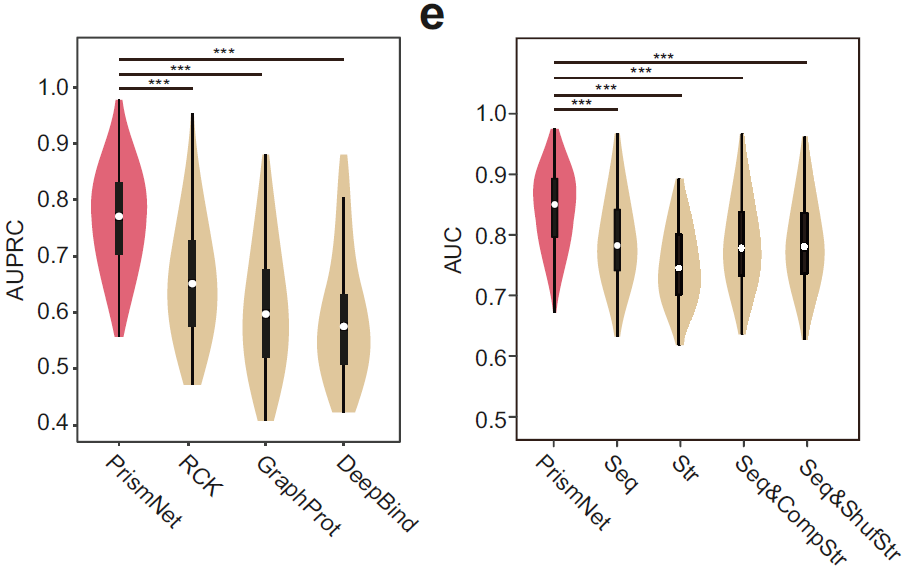 e
AUPRC
1.0
0.9
0.8
0.7
0.6
0.5
0.4
***
***
***
PrismNet
RCK
GraphProt
DeepBind
AUC
1.0
0.9
0.8
0.7
0.6
0.5
***
***
***
***
PrismNet
Seq
Str
Seq&CompStr
Seq&ShufStr